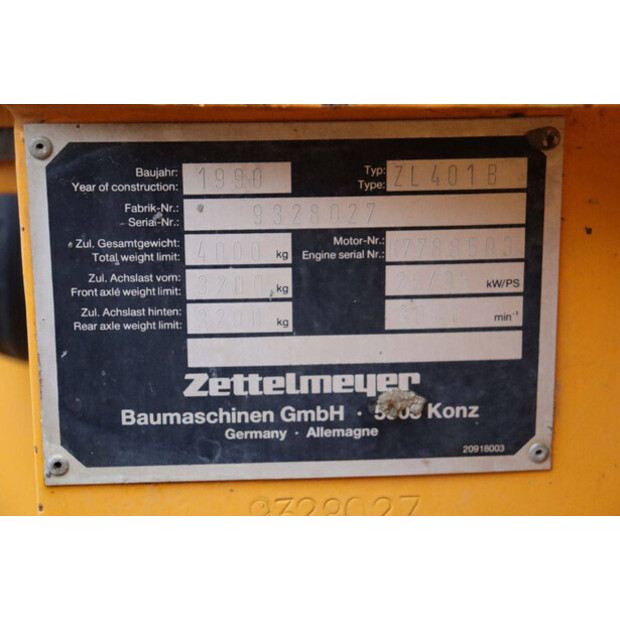 Baujahr: 1990 Typ: ZL 401 B
Year of construction: Type:
Fabrik-Nr.: 9328027
Serial-Nr.:
Zul. Gesamtgewicht: 4000 kg Motor-Nr.:
Total weight limit: Engine serial Nr.:
Zul. Achslast vorn: 3200 kg kW/PS
Front axle weight limit:
Zul. Achslast hinten: kg min⁻¹
Rear axle weight limit:
Zettelmeyer
Baumaschinen GmbH · Konz
Germany · Allemagne
20918003
9328027